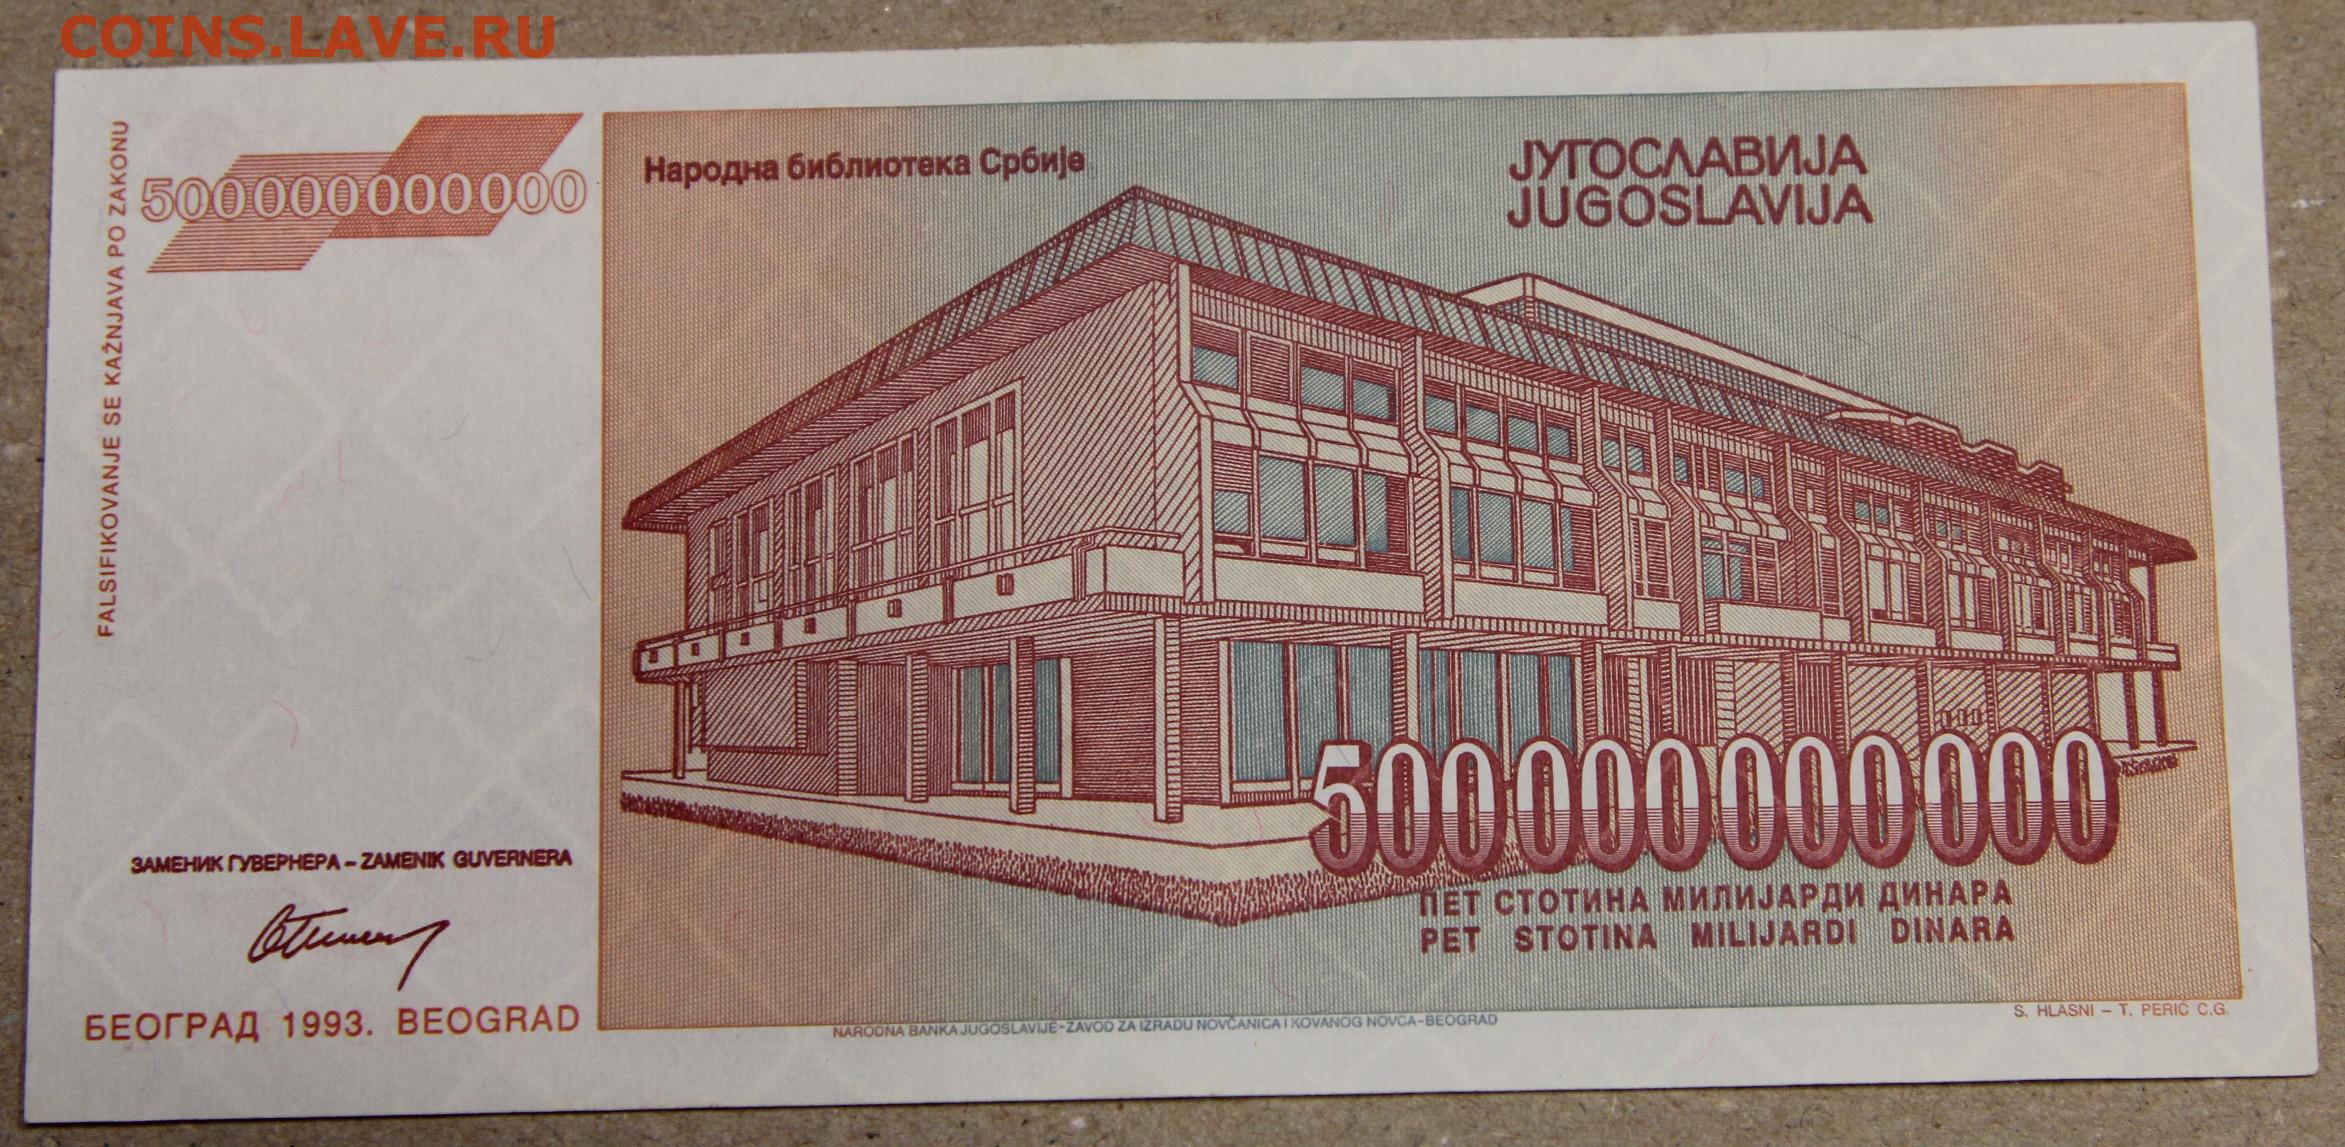 COINS.LAVE.RU
FALSIFIKOVANJE SE KAŽNJAVA PO ZAKONU
500000000000
Народна библиотека Србије
ЈУГОСЛАВИЈА
JUGOSLAVIJA
500000000000
ПЕТ СТОТИНА МИЛИЈАРДИ ДИНАРА
PET STOTINA MILIJARDI DINARA
ЗАМЕНИК ГУВЕРНЕРА – ZAMENIK GUVERNERA
БЕОГРАД 1993. BEOGRAD
NARODNA BANKA JUGOSLAVIJE–ZAVOD ZA IZRADU NOVČANICA I KOVANOG NOVCA–BEOGRAD
S. HLASNI – T. PERIĆ C.G.